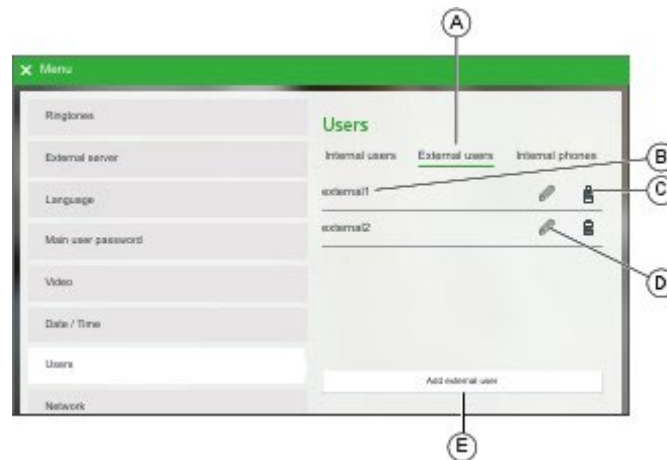 A
× Menu
Ringtones
External server
Language
Main user password
Video
Date / Time
Users
Network
Users
Internal users External users Internal phones
external1
external2
Add external user
B
C
D
E